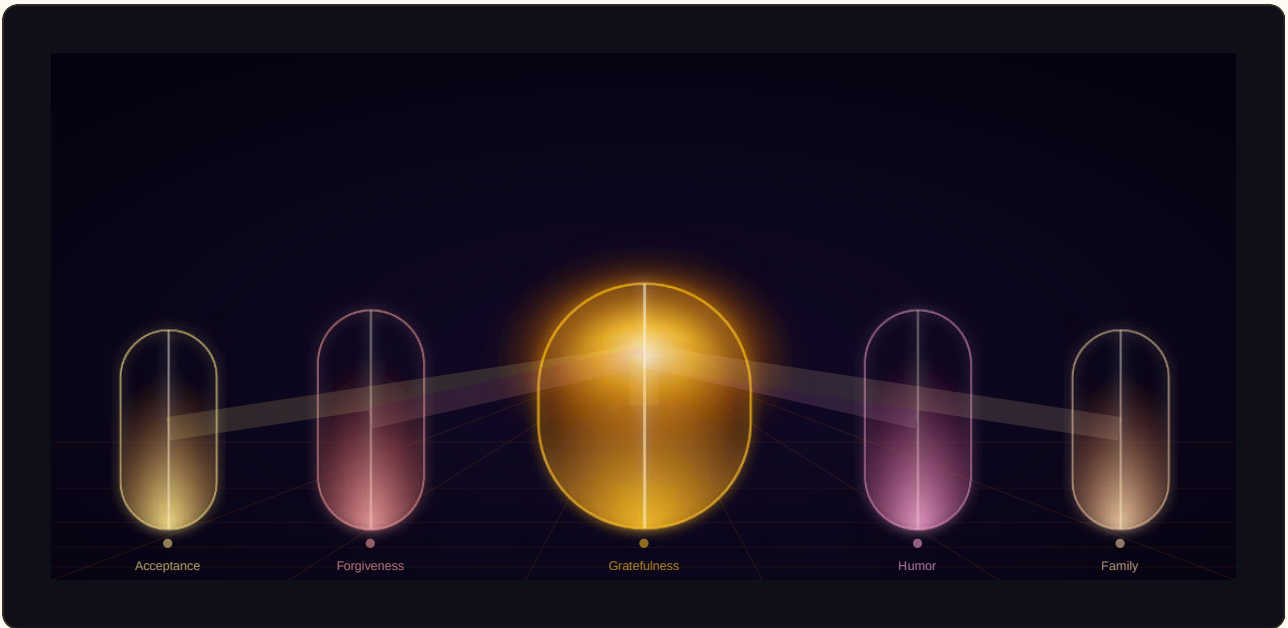 Acceptance
Forgiveness
Gratefulness
Humor
Family